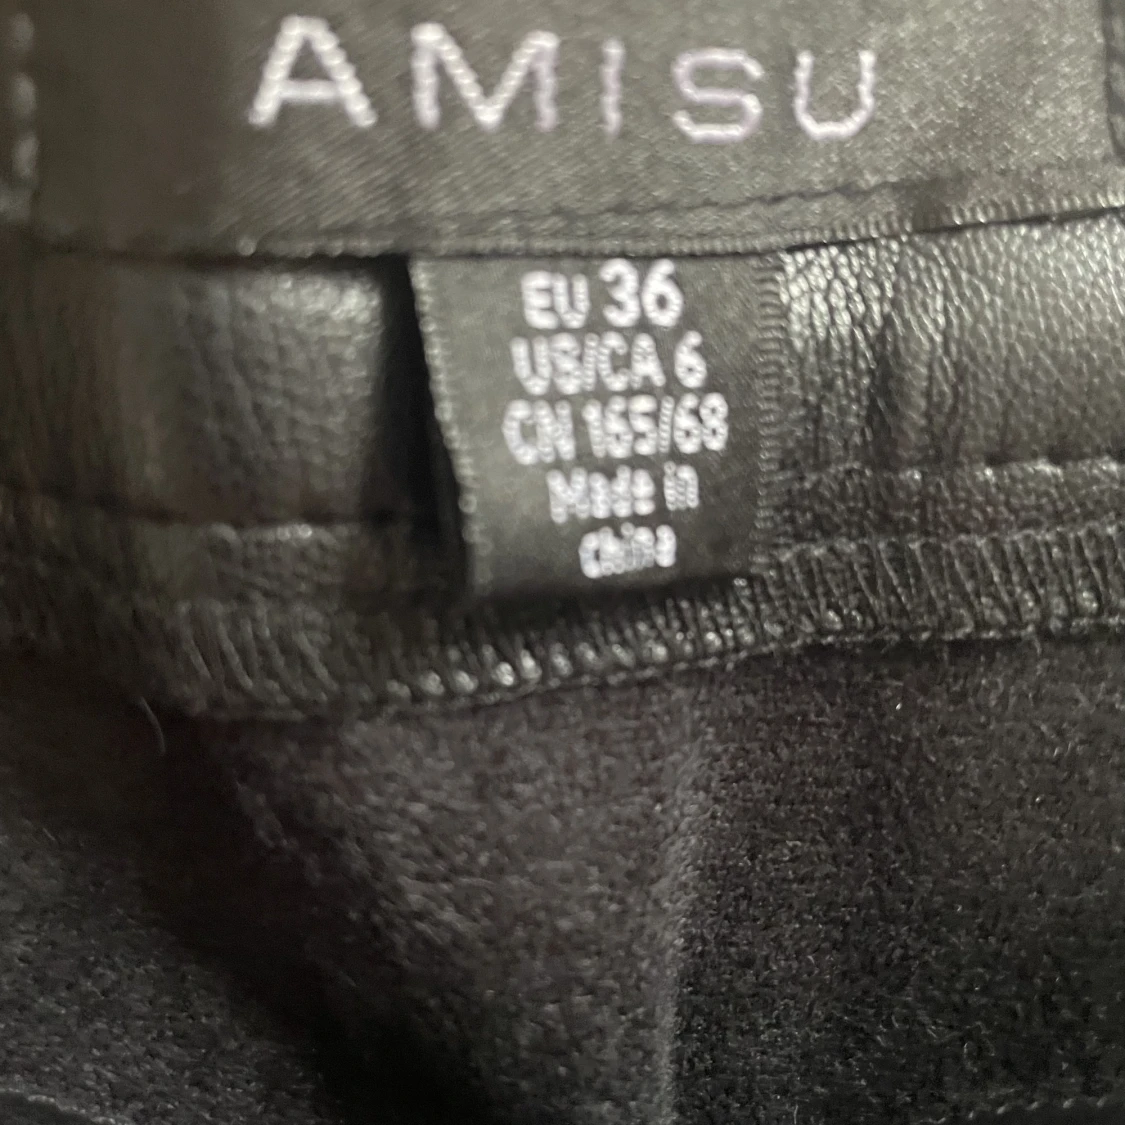 AMISU
EU 36
US/CA 6
CN 165/68
Made in
China